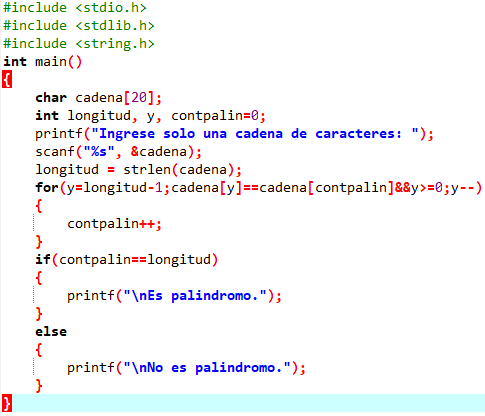 #include <stdio.h>
#include <stdlib.h>
#include <string.h>
int main()
{
    char cadena[20];
    int longitud, y, contpalin=0;
    printf("Ingrese solo una cadena de caracteres: ");
    scanf("%s", &cadena);
    longitud = strlen(cadena);
    for(y=longitud-1;cadena[y]==cadena[contpalin]&&y>=0;y--)
    {
        contpalin++;
    }
    if(contpalin==longitud)
    {
        printf("\nEs palindromo.");
    }
    else
    {
        printf("\nNo es palindromo.");
    }
}